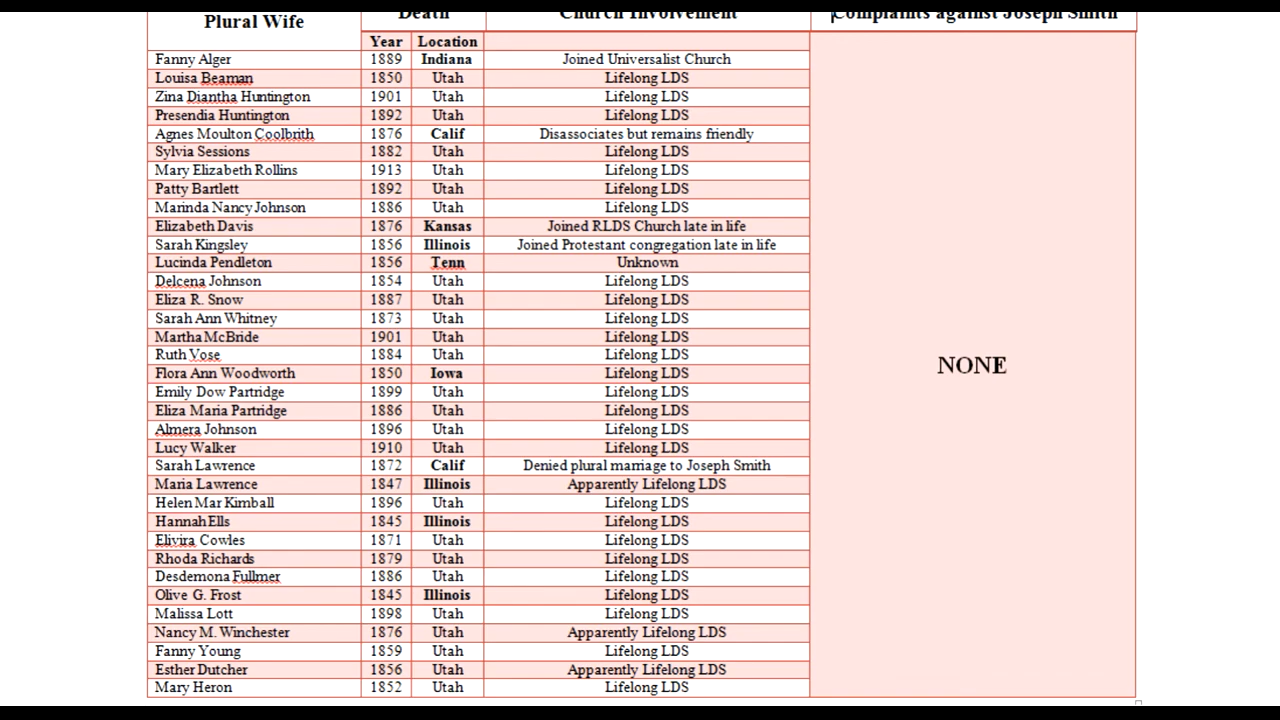 Death Church Involvement Complaints against Joseph Smith
Plural Wife
Year Location
Fanny Alger 1889 Indiana Joined Universalist Church
Louisa Beaman 1850 Utah Lifelong LDS
Zina Diantha Huntington 1901 Utah Lifelong LDS
Presendia Huntington 1892 Utah Lifelong LDS
Agnes Moulton Coolbrith 1876 Calif Disassociates but remains friendly
Sylvia Sessions 1882 Utah Lifelong LDS
Mary Elizabeth Rollins 1913 Utah Lifelong LDS
Patty Bartlett 1892 Utah Lifelong LDS
Marinda Nancy Johnson 1886 Utah Lifelong LDS
Elizabeth Davis 1876 Kansas Joined RLDS Church late in life
Sarah Kingsley 1856 Illinois Joined Protestant congregation late in life
Lucinda Pendleton 1856 Tenn Unknown
Delcena Johnson 1854 Utah Lifelong LDS
Eliza R. Snow 1887 Utah Lifelong LDS
Sarah Ann Whitney 1873 Utah Lifelong LDS
Martha McBride 1901 Utah Lifelong LDS
Ruth Vose 1884 Utah Lifelong LDS
NONE
Flora Ann Woodworth 1850 Iowa Lifelong LDS
Emily Dow Partridge 1899 Utah Lifelong LDS
Eliza Maria Partridge 1886 Utah Lifelong LDS
Almera Johnson 1896 Utah Lifelong LDS
Lucy Walker 1910 Utah Lifelong LDS
Sarah Lawrence 1872 Calif Denied plural marriage to Joseph Smith
Maria Lawrence 1847 Illinois Apparently Lifelong LDS
Helen Mar Kimball 1896 Utah Lifelong LDS
Hannah Ells 1845 Illinois Lifelong LDS
Elivira Cowles 1871 Utah Lifelong LDS
Rhoda Richards 1879 Utah Lifelong LDS
Desdemona Fullmer 1886 Utah Lifelong LDS
Olive G. Frost 1845 Illinois Lifelong LDS
Malissa Lott 1898 Utah Lifelong LDS
Nancy M. Winchester 1876 Utah Apparently Lifelong LDS
Fanny Young 1859 Utah Lifelong LDS
Esther Dutcher 1856 Utah Apparently Lifelong LDS
Mary Heron 1852 Utah Lifelong LDS